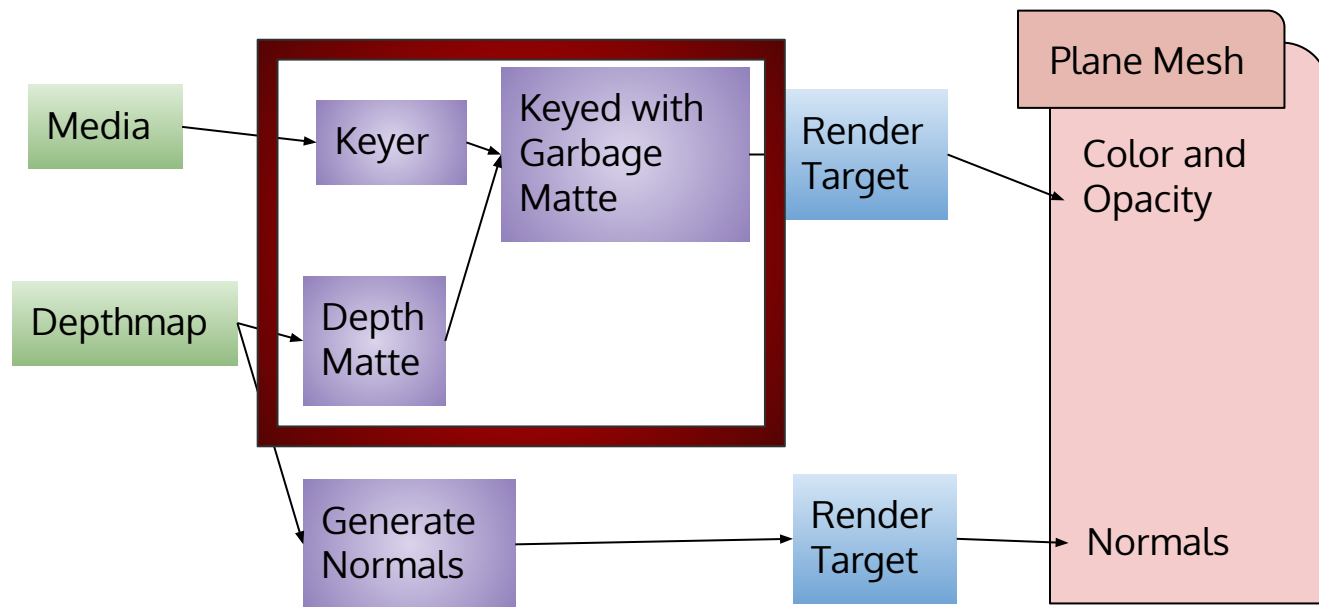 Plane Mesh
Media
Keyer
Keyed with
Garbage
Matte
Render
Target
Color and
Opacity
Depthmap
Depth
Matte
Generate
Normals
Render
Target
Normals